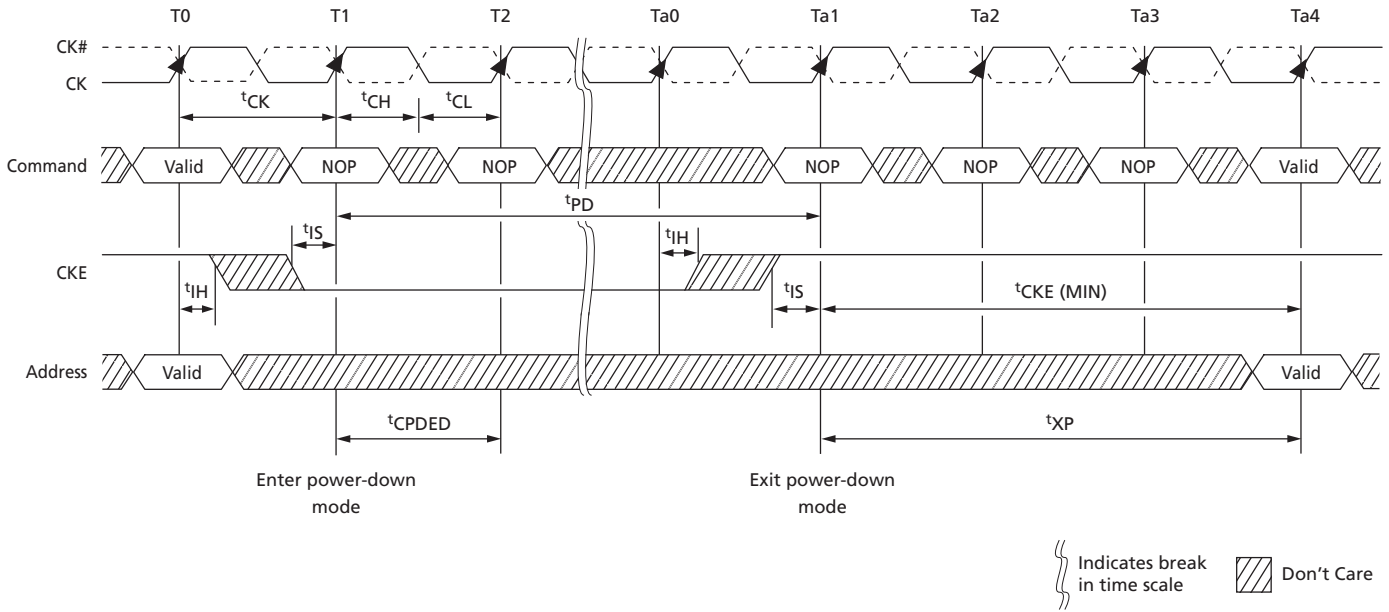 T0 T1 T2 Ta0 Ta1 Ta2 Ta3 Ta4
CK#
CK
tCK tCH tCL
Command Valid NOP NOP NOP NOP NOP Valid
tPD
tIS tIH
CKE
tIH tIS tCKE (MIN)
Address Valid Valid
tCPDED tXP
Enter power-down
mode
Exit power-down
mode
Indicates break
in time scale
Don't Care